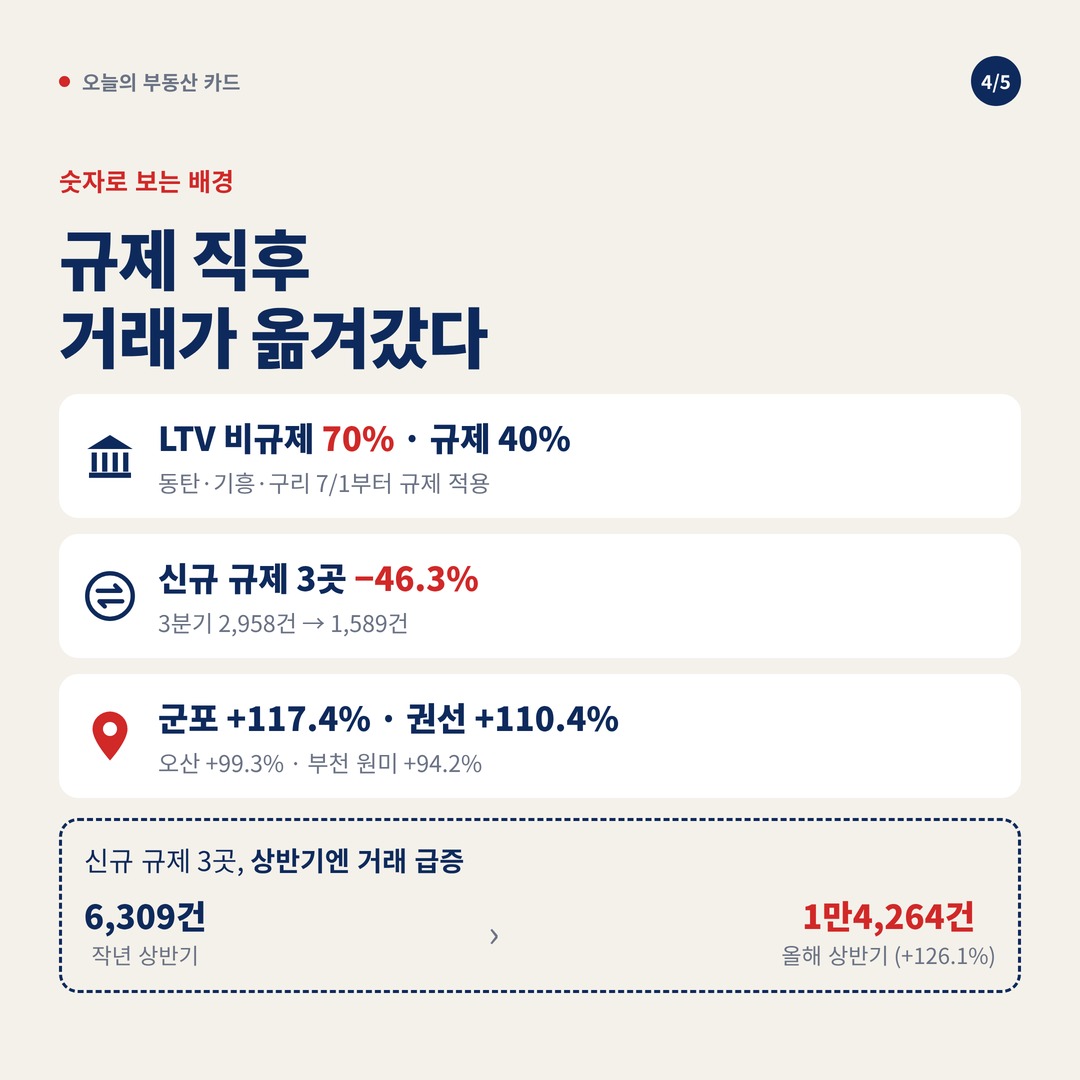 오늘의 부동산 카드
4/5
숫자로 보는 배경
규제 직후
거래가 옮겨갔다
LTV 비규제 70% · 규제 40%
동탄·기흥·구리 7/1부터 규제 적용
신규 규제 3곳 −46.3%
3분기 2,958건 → 1,589건
군포 +117.4% · 권선 +110.4%
오산 +99.3% · 부천 원미 +94.2%
신규 규제 3곳, 상반기엔 거래 급증
6,309건 › 1만4,264건
작년 상반기 올해 상반기 (+126.1%)